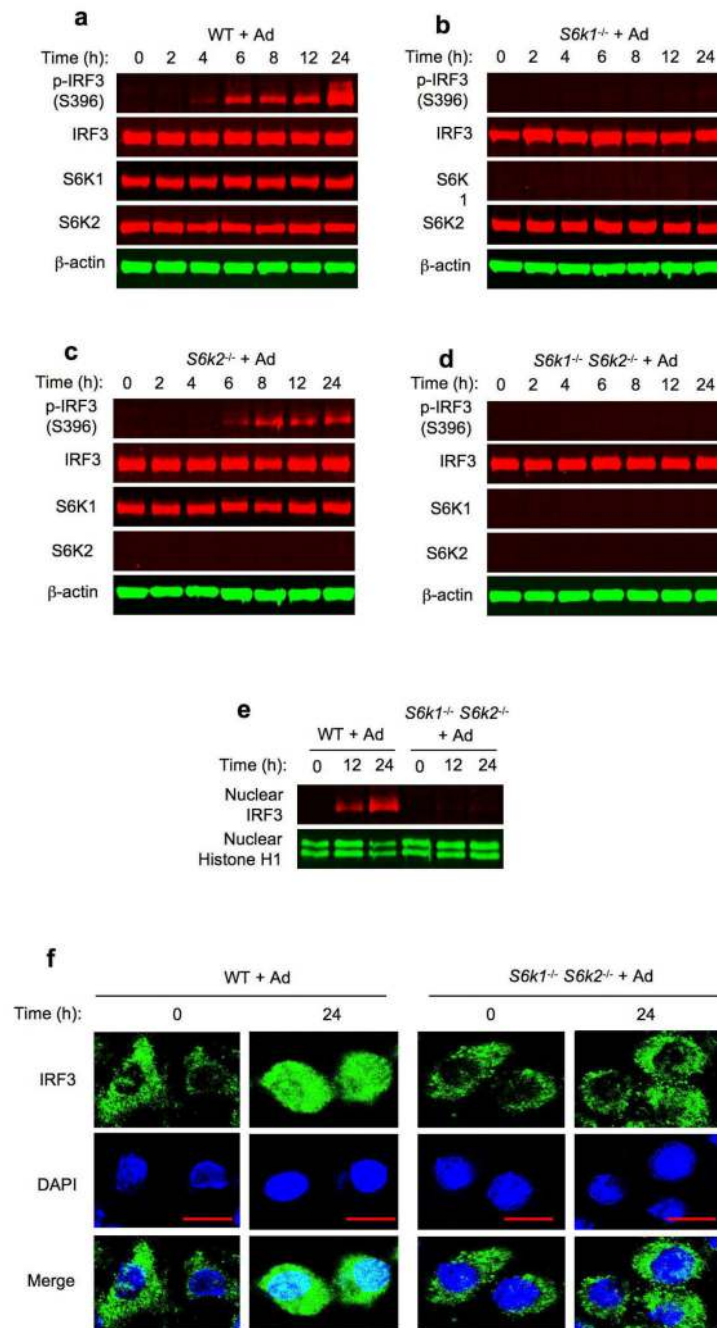 a
WT + Ad
Time (h): 0 2 4 6 8 12 24
p-IRF3
(S396)
IRF3
S6K1
S6K2
β-actin
b
S6k1-/- + Ad
Time (h): 0 2 4 6 8 12 24
p-IRF3
(S396)
IRF3
S6K
1
S6K2
β-actin
c
S6k2-/- + Ad
Time (h): 0 2 4 6 8 12 24
p-IRF3
(S396)
IRF3
S6K1
S6K2
β-actin
d
S6k1-/- S6k2-/- + Ad
Time (h): 0 2 4 6 8 12 24
p-IRF3
(S396)
IRF3
S6K1
S6K2
β-actin
e
WT + Ad
S6k1-/- S6k2-/-
+ Ad
Time (h): 0 12 24 0 12 24
Nuclear
IRF3
Nuclear
Histone H1
f
WT + Ad S6k1-/- S6k2-/- + Ad
Time (h): 0 24 0 24
IRF3
DAPI
Merge